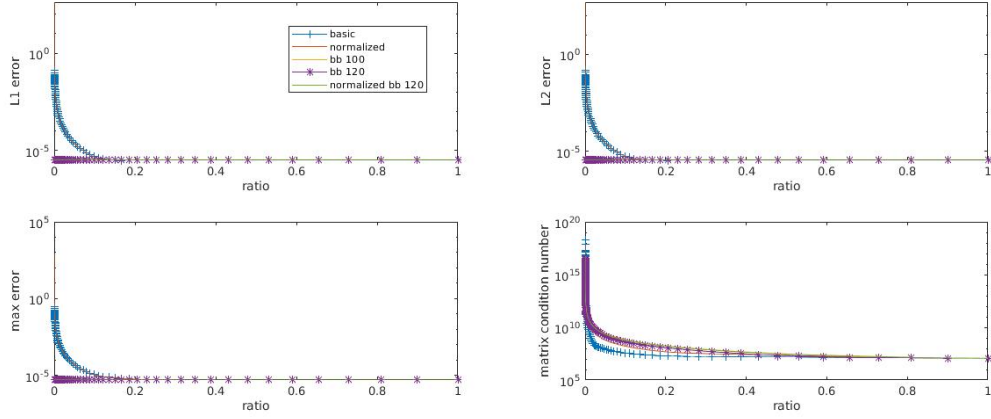 L1 error
10^0
10^-5
0 0.2 0.4 0.6 0.8 1
ratio
basic
normalized
bb 100
bb 120
normalized bb 120
L2 error
10^0
10^-5
0 0.2 0.4 0.6 0.8 1
ratio
max error
10^5
10^0
10^-5
0 0.2 0.4 0.6 0.8 1
ratio
matrix condition number
10^20
10^15
10^10
10^5
0 0.2 0.4 0.6 0.8 1
ratio